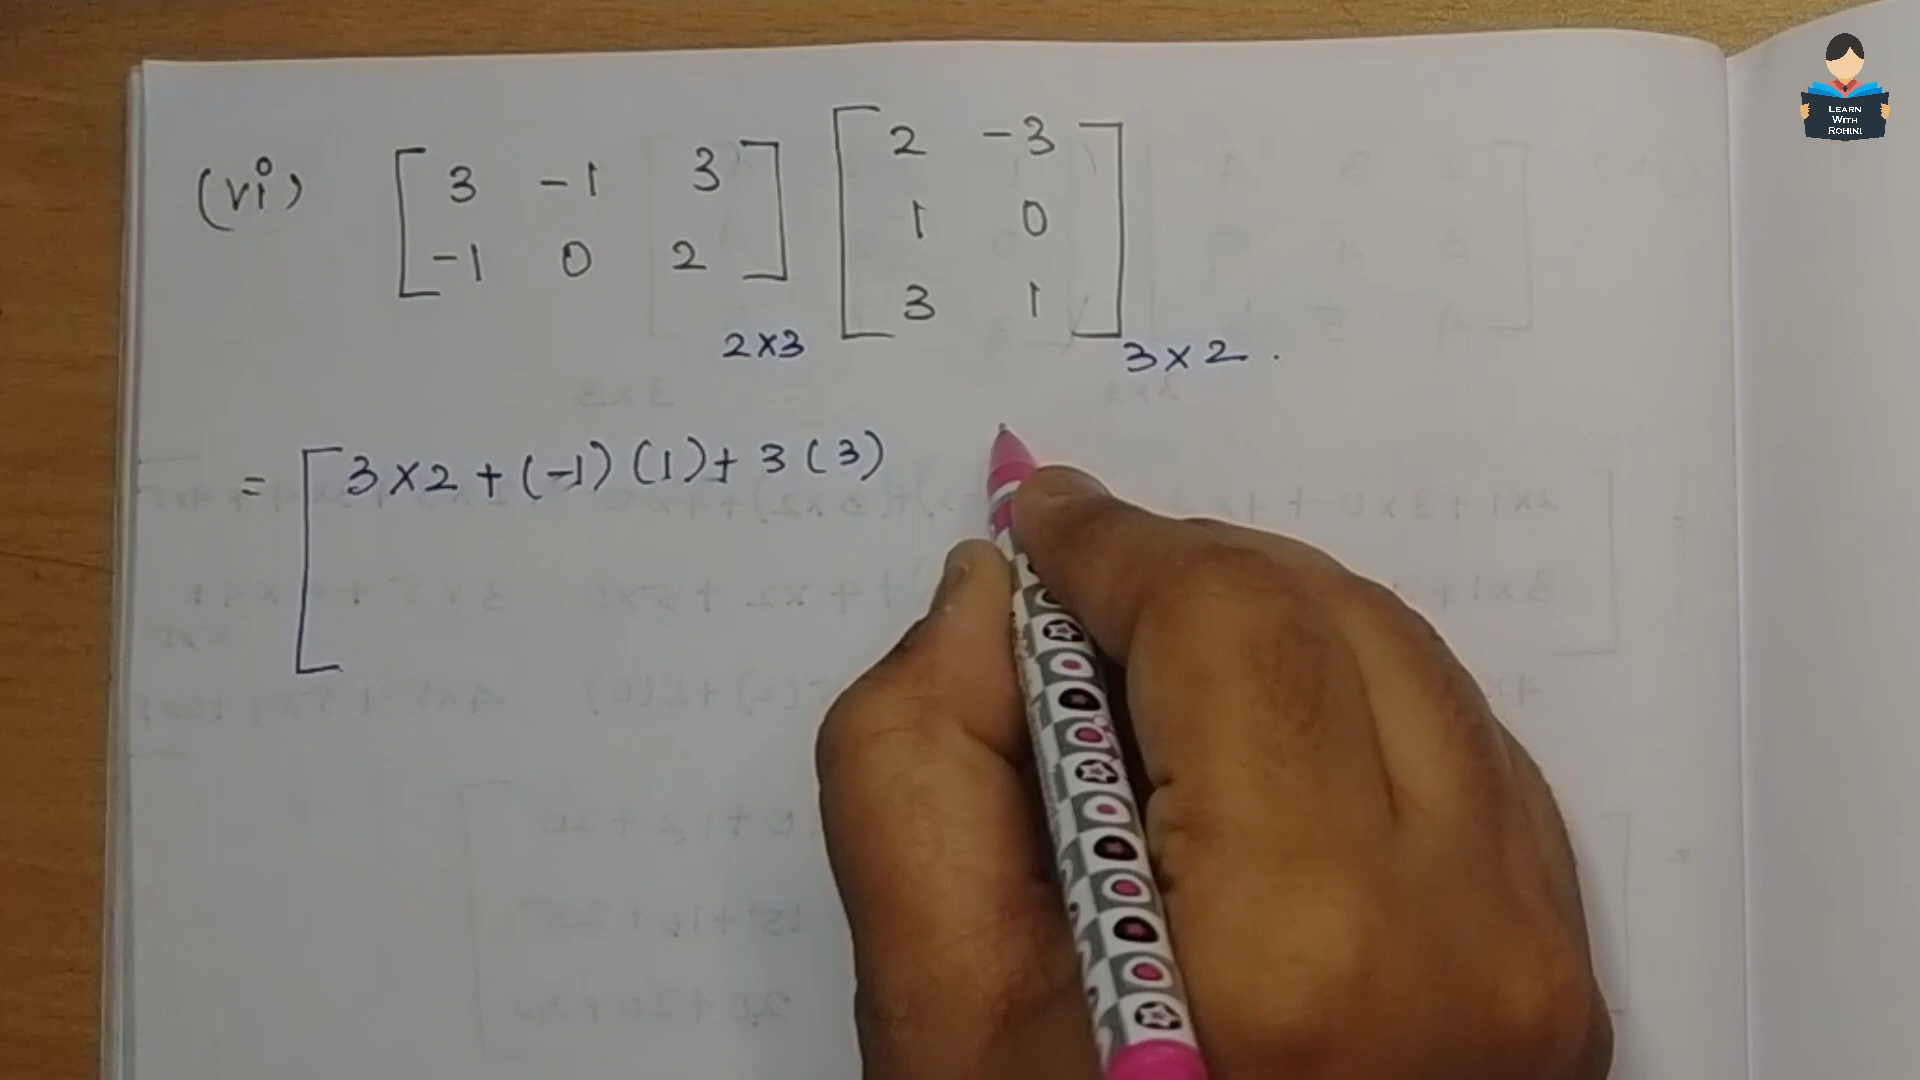 (vi) [ 3 -1 3 ] [ 2 -3 ]
[ -1 0 2 ] [ 1 0 ]
[ 3 1 ]
2×3 3×2 .
= [ 3×2 + (-1) (1) + 3 (3)
LEARN
WITH
ROHINI